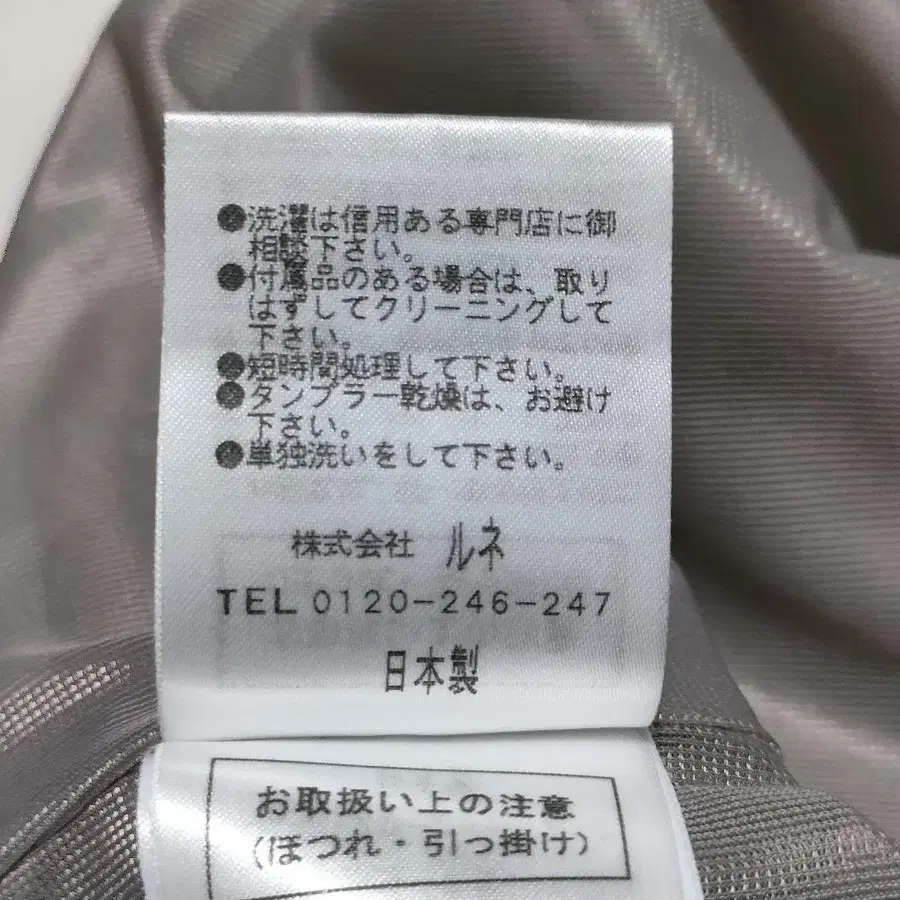 ●洗濯は信用ある専門店に御
相談下さい。
●付属品のある場合は、取り
はずしてクリーニングして
下さい。
●短時間処理して下さい。
●タンブラー乾燥は、お避け
下さい。
●単独洗いをして下さい。
株式会社 ルネ
TEL 0120-246-247
日本製
お取扱い上の注意
(ほつれ・引っ掛け)